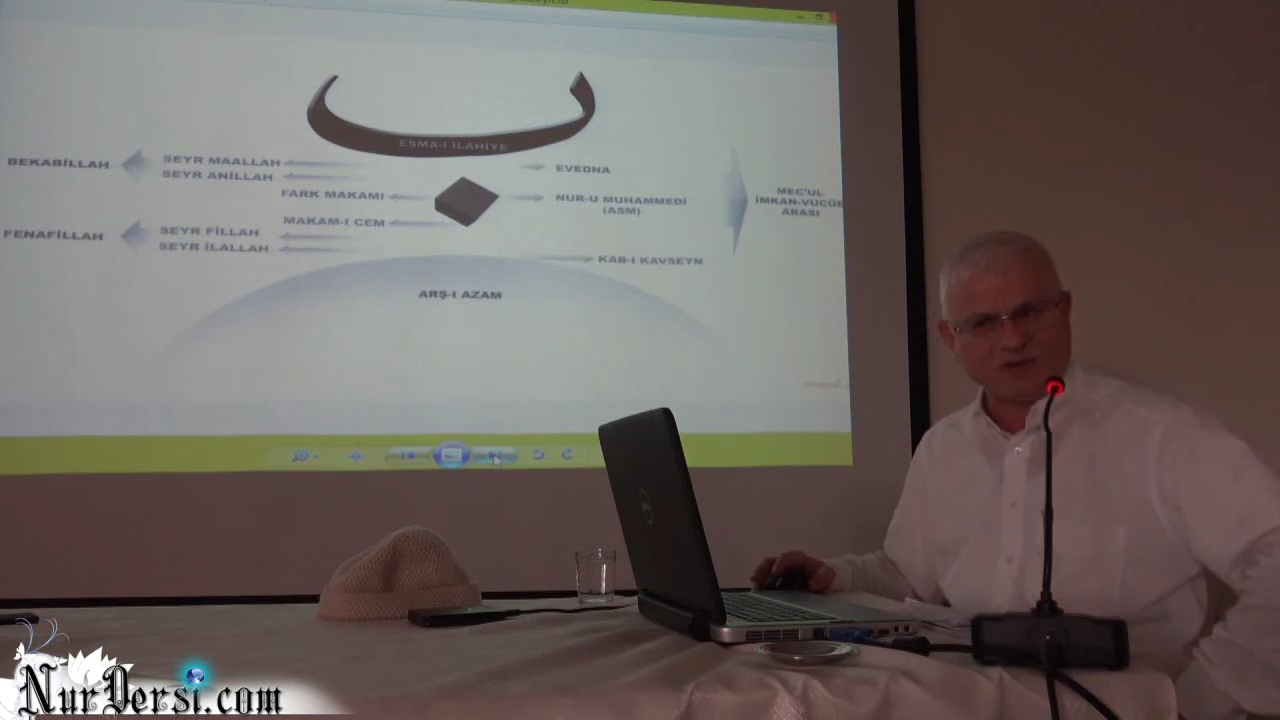 ESMA-I İLAHİYE
BEKABİLLAH
SEYR MAALLAH
SEYR ANİLLAH
EVEDNA
FARK MAKAMI
NUR-U MUHAMMEDİ
(ASM)
MEC'UL
İMKAN-VUCÜB
ARASI
MAKAM-I CEM
FENAFİLLAH
SEYR FİLLAH
SEYR İLALLAH
KAB-I KAVSEYN
ARŞ-I AZAM
NurDersi.com